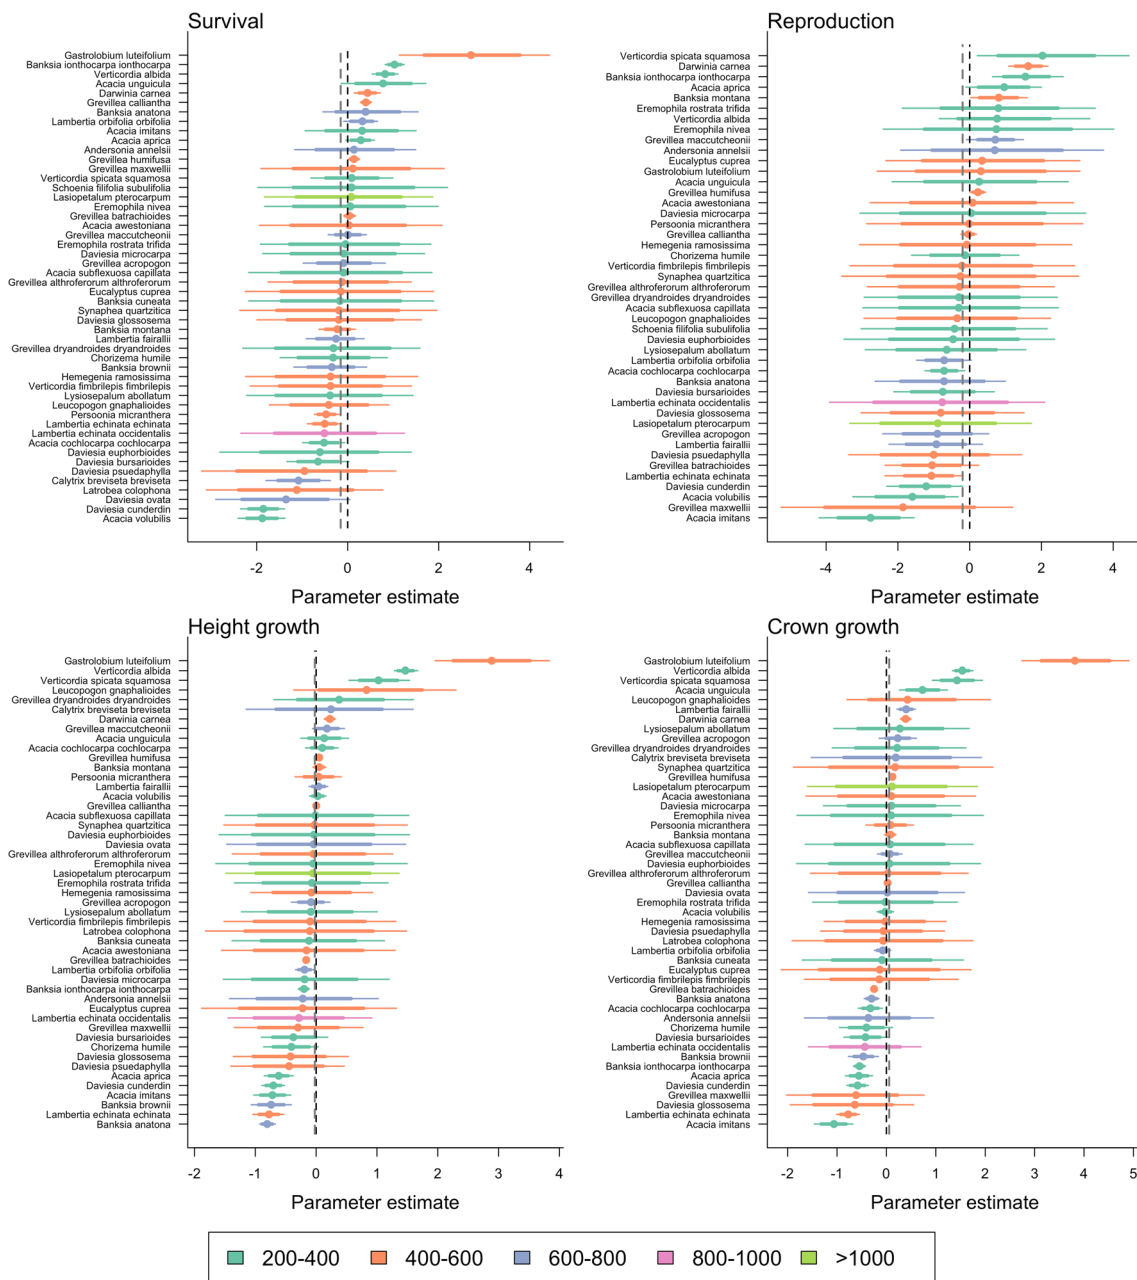 Survival
Gastrolobium luteifolium
Banksia ionthocarpa ionthocarpa
Verticordia albida
Acacia unguicula
Darwinia carnea
Grevillea calliantha
Banksia anatona
Lambertia orbifolia orbifolia
Acacia imitans
Acacia aprica
Andersonia annelsii
Grevillea humifusa
Grevillea maxwellii
Verticordia spicata squamosa
Schoenia filifolia subulifolia
Lasiopetalum pterocarpum
Eremophila nivea
Grevillea batrachioides
Acacia awestoniana
Grevillea maccutcheonii
Eremophila rostrata trifida
Daviesia microcarpa
Grevillea acropogon
Acacia subflexuosa capillata
Grevillea althroferorum althroferorum
Eucalyptus cuprea
Banksia cuneata
Synaphea quartzitica
Daviesia glossosema
Banksia montana
Lambertia fairallii
Grevillea dryandroides dryandroides
Chorizema humile
Banksia brownii
Hemegenia ramosissima
Verticordia fimbrilepis fimbrilepis
Lysiosepalum abollatum
Leucopogon gnaphalioides
Persoonia micranthera
Lambertia echinata echinata
Lambertia echinata occidentalis
Acacia cochlocarpa cochlocarpa
Daviesia euphorbioides
Daviesia bursarioides
Daviesia psuedaphylla
Calytrix breviseta breviseta
Latrobea colophona
Daviesia ovata
Daviesia cunderdin
Acacia volubilis
-2 0 2 4
Parameter estimate
Reproduction
Verticordia spicata squamosa
Darwinia carnea
Banksia ionthocarpa ionthocarpa
Acacia aprica
Banksia montana
Eremophila rostrata trifida
Verticordia albida
Eremophila nivea
Grevillea maccutcheonii
Andersonia annelsii
Eucalyptus cuprea
Gastrolobium luteifolium
Acacia unguicula
Grevillea humifusa
Acacia awestoniana
Daviesia microcarpa
Persoonia micranthera
Grevillea calliantha
Hemegenia ramosissima
Chorizema humile
Verticordia fimbrilepis fimbrilepis
Synaphea quartzitica
Grevillea althroferorum althroferorum
Grevillea dryandroides dryandroides
Acacia subflexuosa capillata
Leucopogon gnaphalioides
Schoenia filifolia subulifolia
Daviesia euphorbioides
Lysiosepalum abollatum
Lambertia orbifolia orbifolia
Acacia cochlocarpa cochlocarpa
Banksia anatona
Daviesia bursarioides
Lambertia echinata occidentalis
Daviesia glossosema
Lasiopetalum pterocarpum
Grevillea acropogon
Lambertia fairallii
Daviesia psuedaphylla
Grevillea batrachioides
Lambertia echinata echinata
Daviesia cunderdin
Acacia volubilis
Grevillea maxwellii
Acacia imitans
-4 -2 0 2 4
Parameter estimate
Height growth
Gastrolobium luteifolium
Verticordia albida
Verticordia spicata squamosa
Leucopogon gnaphalioides
Grevillea dryandroides dryandroides
Calytrix breviseta breviseta
Darwinia carnea
Grevillea maccutcheonii
Acacia unguicula
Acacia cochlocarpa cochlocarpa
Grevillea humifusa
Banksia montana
Persoonia micranthera
Lambertia fairallii
Acacia volubilis
Grevillea calliantha
Acacia subflexuosa capillata
Synaphea quartzitica
Daviesia euphorbioides
Daviesia ovata
Grevillea althroferorum althroferorum
Eremophila nivea
Lasiopetalum pterocarpum
Eremophila rostrata trifida
Hemegenia ramosissima
Grevillea acropogon
Lysiosepalum abollatum
Verticordia fimbrilepis fimbrilepis
Latrobea colophona
Banksia cuneata
Acacia awestoniana
Grevillea batrachioides
Lambertia orbifolia orbifolia
Daviesia microcarpa
Banksia ionthocarpa ionthocarpa
Andersonia annelsii
Eucalyptus cuprea
Lambertia echinata occidentalis
Grevillea maxwellii
Daviesia bursarioides
Chorizema humile
Daviesia glossosema
Daviesia psuedaphylla
Acacia aprica
Daviesia cunderdin
Acacia imitans
Banksia brownii
Lambertia echinata echinata
Banksia anatona
-2 -1 0 1 2 3 4
Parameter estimate
Crown growth
Gastrolobium luteifolium
Verticordia albida
Verticordia spicata squamosa
Acacia unguicula
Leucopogon gnaphalioides
Lambertia fairallii
Darwinia carnea
Lysiosepalum abollatum
Grevillea acropogon
Grevillea dryandroides dryandroides
Calytrix breviseta breviseta
Synaphea quartzitica
Grevillea humifusa
Lasiopetalum pterocarpum
Acacia awestoniana
Daviesia microcarpa
Eremophila nivea
Persoonia micranthera
Banksia montana
Acacia subflexuosa capillata
Grevillea maccutcheonii
Daviesia euphorbioides
Grevillea althroferorum althroferorum
Grevillea calliantha
Daviesia ovata
Eremophila rostrata trifida
Acacia volubilis
Hemegenia ramosissima
Daviesia psuedaphylla
Latrobea colophona
Lambertia orbifolia orbifolia
Banksia cuneata
Eucalyptus cuprea
Verticordia fimbrilepis fimbrilepis
Grevillea batrachioides
Banksia anatona
Acacia cochlocarpa cochlocarpa
Andersonia annelsii
Chorizema humile
Daviesia bursarioides
Lambertia echinata occidentalis
Banksia brownii
Banksia ionthocarpa ionthocarpa
Acacia aprica
Daviesia cunderdin
Grevillea maxwellii
Daviesia glossosema
Lambertia echinata echinata
Acacia imitans
-2 -1 0 1 2 3 4 5
Parameter estimate
200-400 400-600 600-800 800-1000 >1000